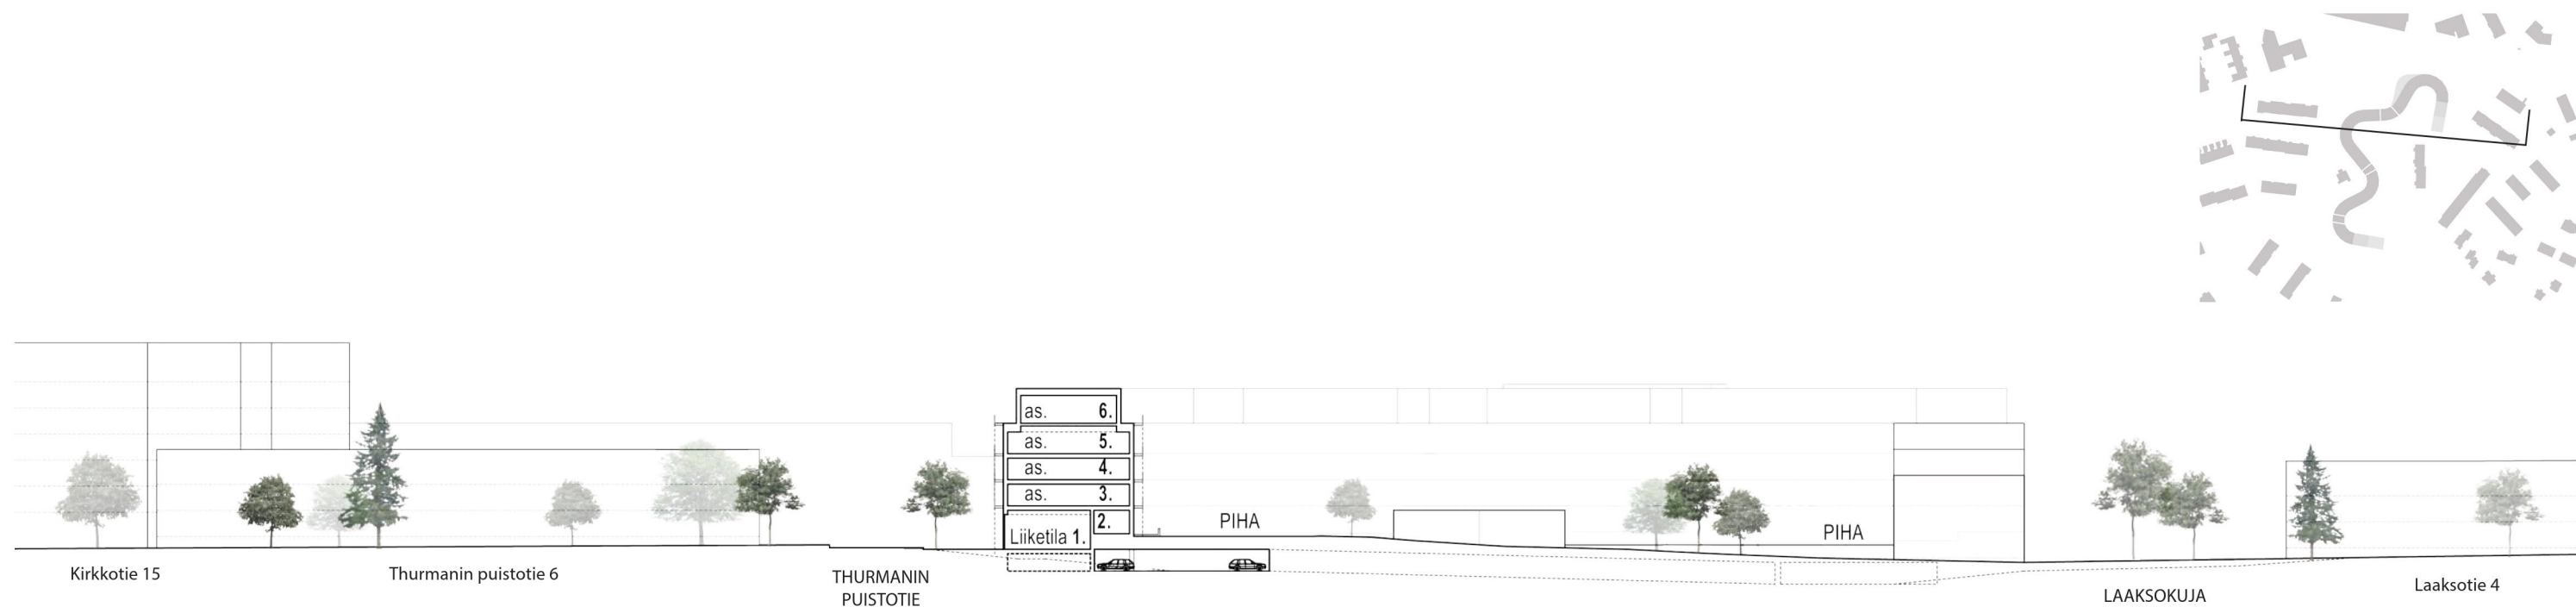 as. 6.
as. 5.
as. 4.
as. 3.
2.
Liiketila 1.
PIHA
PIHA
Kirkkotie 15
Thurmanin puistotie 6
THURMANIN
PUISTOTIE
LAAKSOKUJA
Laaksotie 4